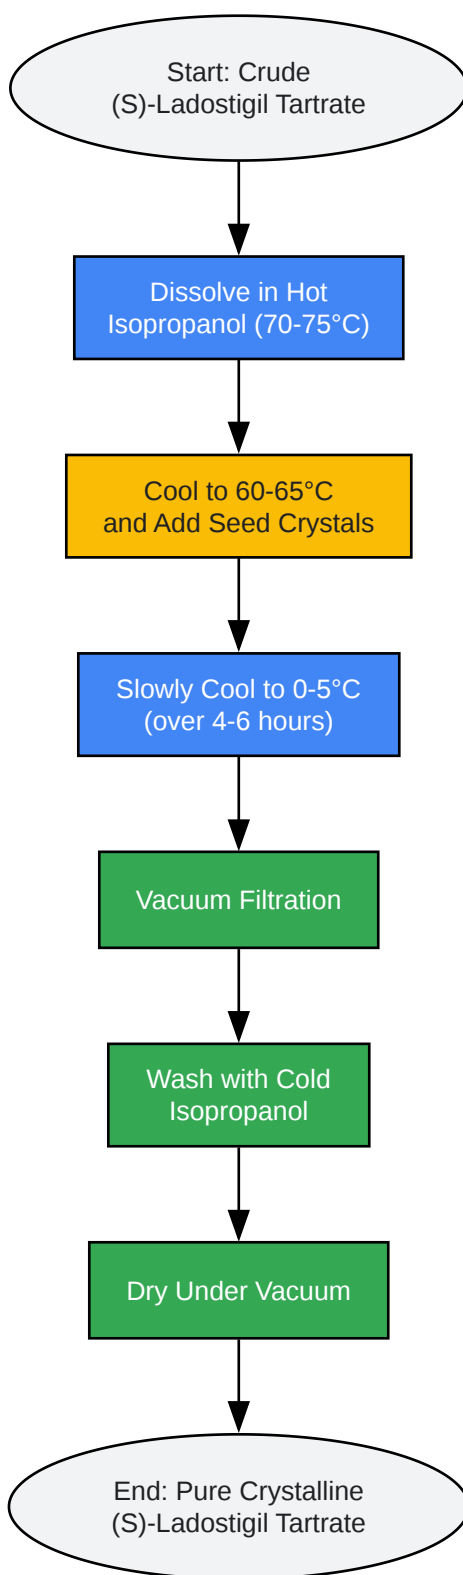 Start: Crude
(S)-Ladostigil Tartrate
Dissolve in Hot
Isopropanol (70-75°C)
Cool to 60-65°C
and Add Seed Crystals
Slowly Cool to 0-5°C
(over 4-6 hours)
Vacuum Filtration
Wash with Cold
Isopropanol
Dry Under Vacuum
End: Pure Crystalline
(S)-Ladostigil Tartrate